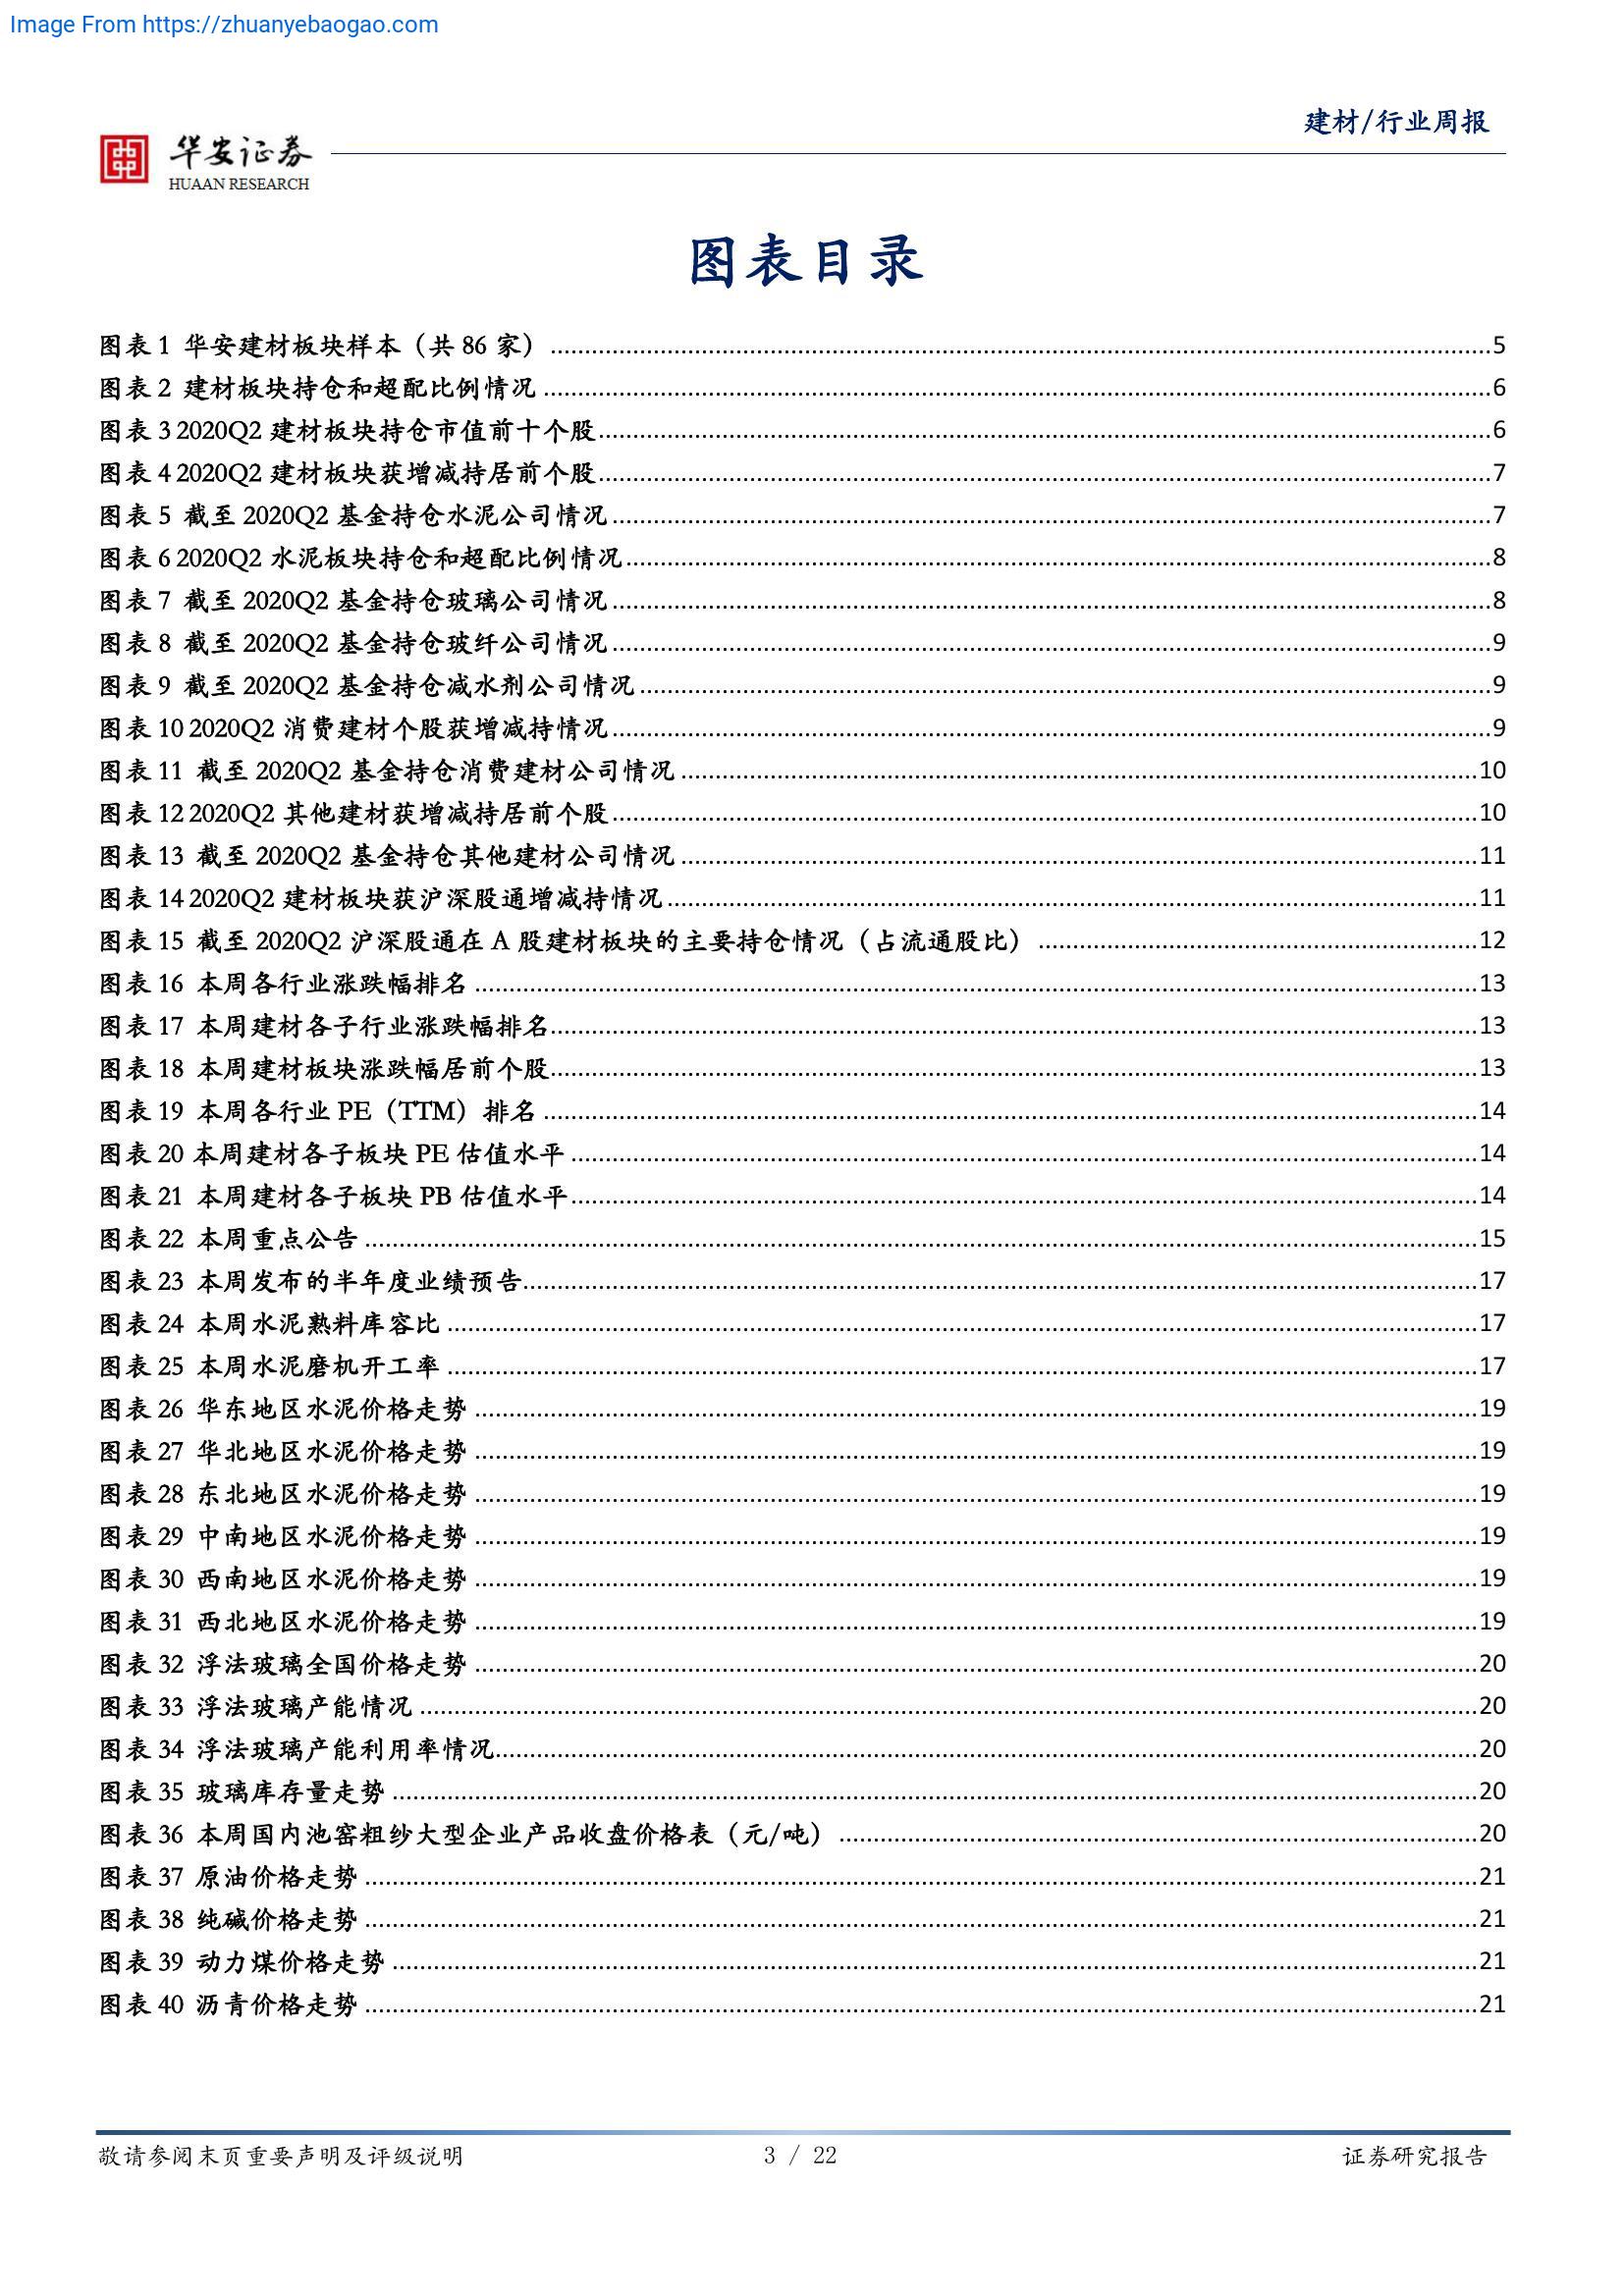 Image From https://zhuanyebaogao.com
建材/行业周报
华安证券
HUAAN RESEARCH
图表目录
图表 1 华安建材板块样本（共 86 家）........5
图表 2 建材板块持仓和超配比例情况........6
图表 3 2020Q2 建材板块持仓市值前十个股........6
图表 4 2020Q2 建材板块获增减持居前个股........7
图表 5 截至 2020Q2 基金持仓水泥公司情况........7
图表 6 2020Q2 水泥板块持仓和超配比例情况........8
图表 7 截至 2020Q2 基金持仓玻璃公司情况........8
图表 8 截至 2020Q2 基金持仓玻纤公司情况........9
图表 9 截至 2020Q2 基金持仓减水剂公司情况........9
图表 10 2020Q2 消费建材个股获增减持情况........9
图表 11 截至 2020Q2 基金持仓消费建材公司情况........10
图表 12 2020Q2 其他建材获增减持居前个股........10
图表 13 截至 2020Q2 基金持仓其他建材公司情况........11
图表 14 2020Q2 建材板块获沪深股通增减持情况........11
图表 15 截至 2020Q2 沪深股通在 A 股建材板块的主要持仓情况（占流通股比）........12
图表 16 本周各行业涨跌幅排名........13
图表 17 本周建材各子行业涨跌幅排名........13
图表 18 本周建材板块涨跌幅居前个股........13
图表 19 本周各行业 PE（TTM）排名........14
图表 20 本周建材各子板块 PE 估值水平........14
图表 21 本周建材各子板块 PB 估值水平........14
图表 22 本周重点公告........15
图表 23 本周发布的半年度业绩预告........17
图表 24 本周水泥熟料库容比........17
图表 25 本周水泥磨机开工率........17
图表 26 华东地区水泥价格走势........19
图表 27 华北地区水泥价格走势........19
图表 28 东北地区水泥价格走势........19
图表 29 中南地区水泥价格走势........19
图表 30 西南地区水泥价格走势........19
图表 31 西北地区水泥价格走势........19
图表 32 浮法玻璃全国价格走势........20
图表 33 浮法玻璃产能情况........20
图表 34 浮法玻璃产能利用率情况........20
图表 35 玻璃库存量走势........20
图表 36 本周国内池窑粗纱大型企业产品收盘价格表（元/吨）........20
图表 37 原油价格走势........21
图表 38 纯碱价格走势........21
图表 39 动力煤价格走势........21
图表 40 沥青价格走势........21
敬请参阅末页重要声明及评级说明 3 / 22 证券研究报告